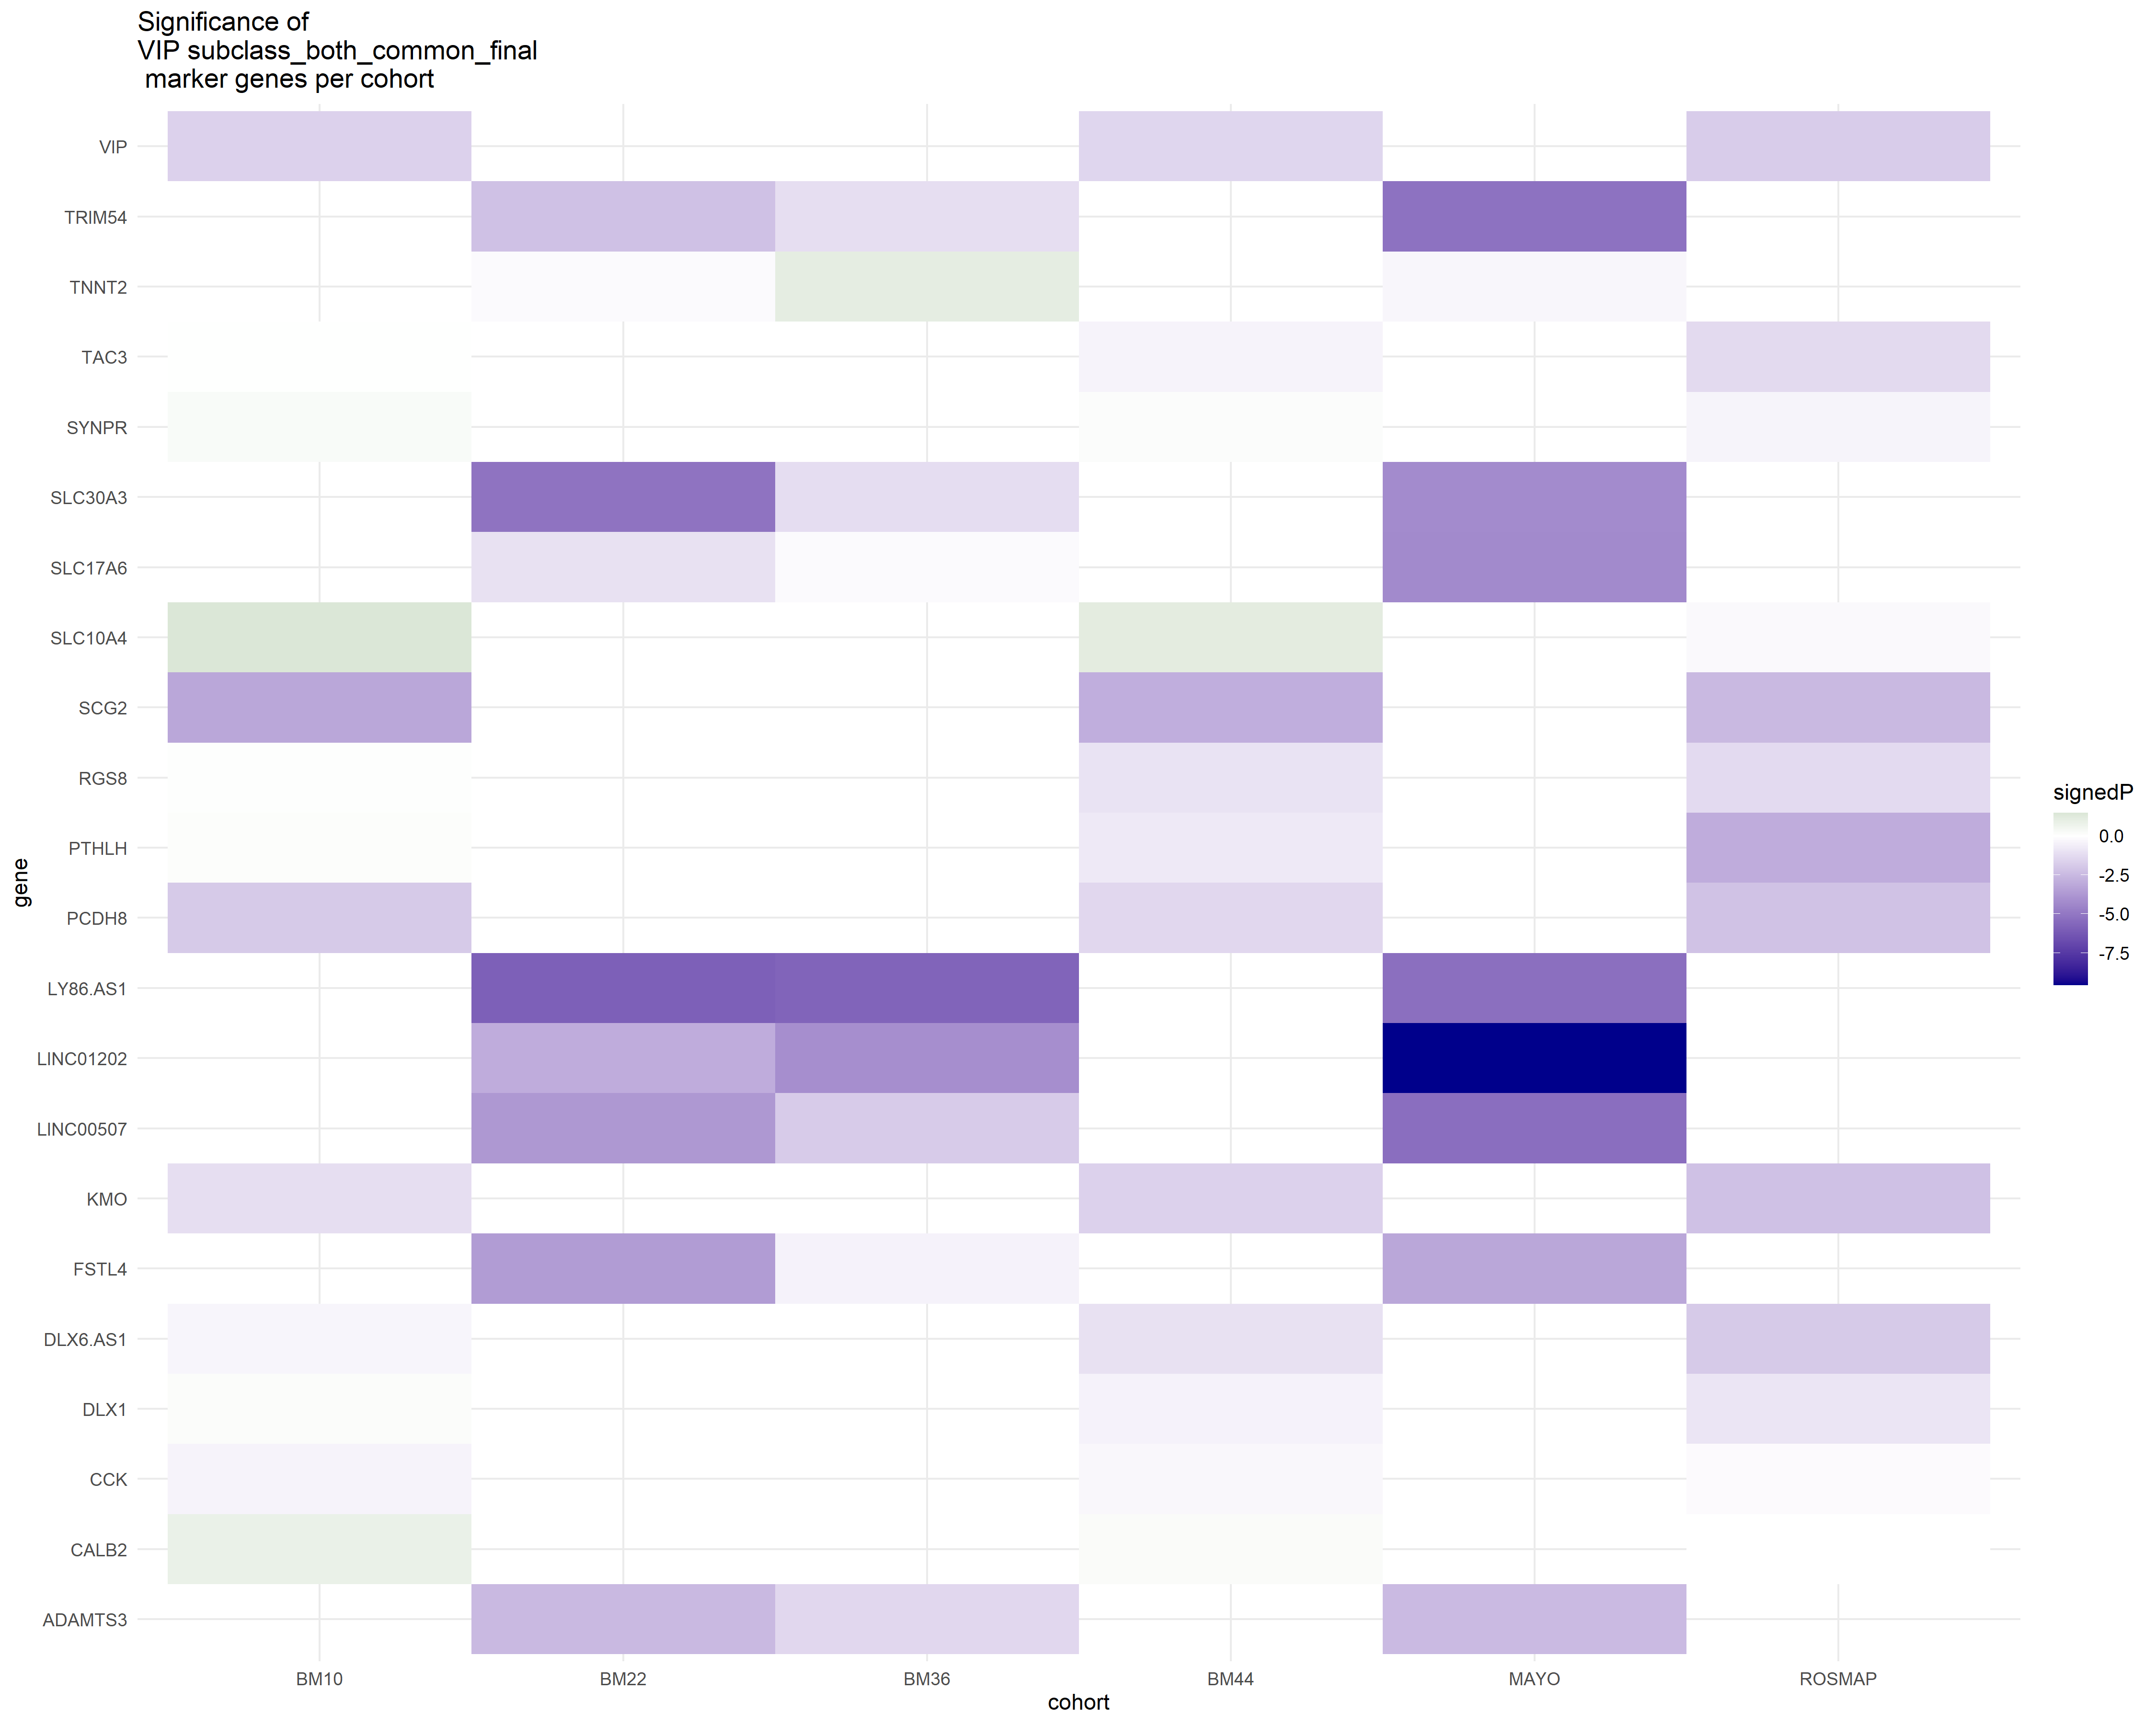 Significance of
VIP subclass_both_common_final
marker genes per cohort
VIP
TRIM54
TNNT2
TAC3
SYNPR
SLC30A3
SLC17A6
SLC10A4
SCG2
RGS8
PTHLH
PCDH8
LY86.AS1
LINC01202
LINC00507
KMO
FSTL4
DLX6.AS1
DLX1
CCK
CALB2
ADAMTS3
gene
BM10 BM22 BM36 BM44 MAYO ROSMAP
cohort
signedP
0.0
-2.5
-5.0
-7.5